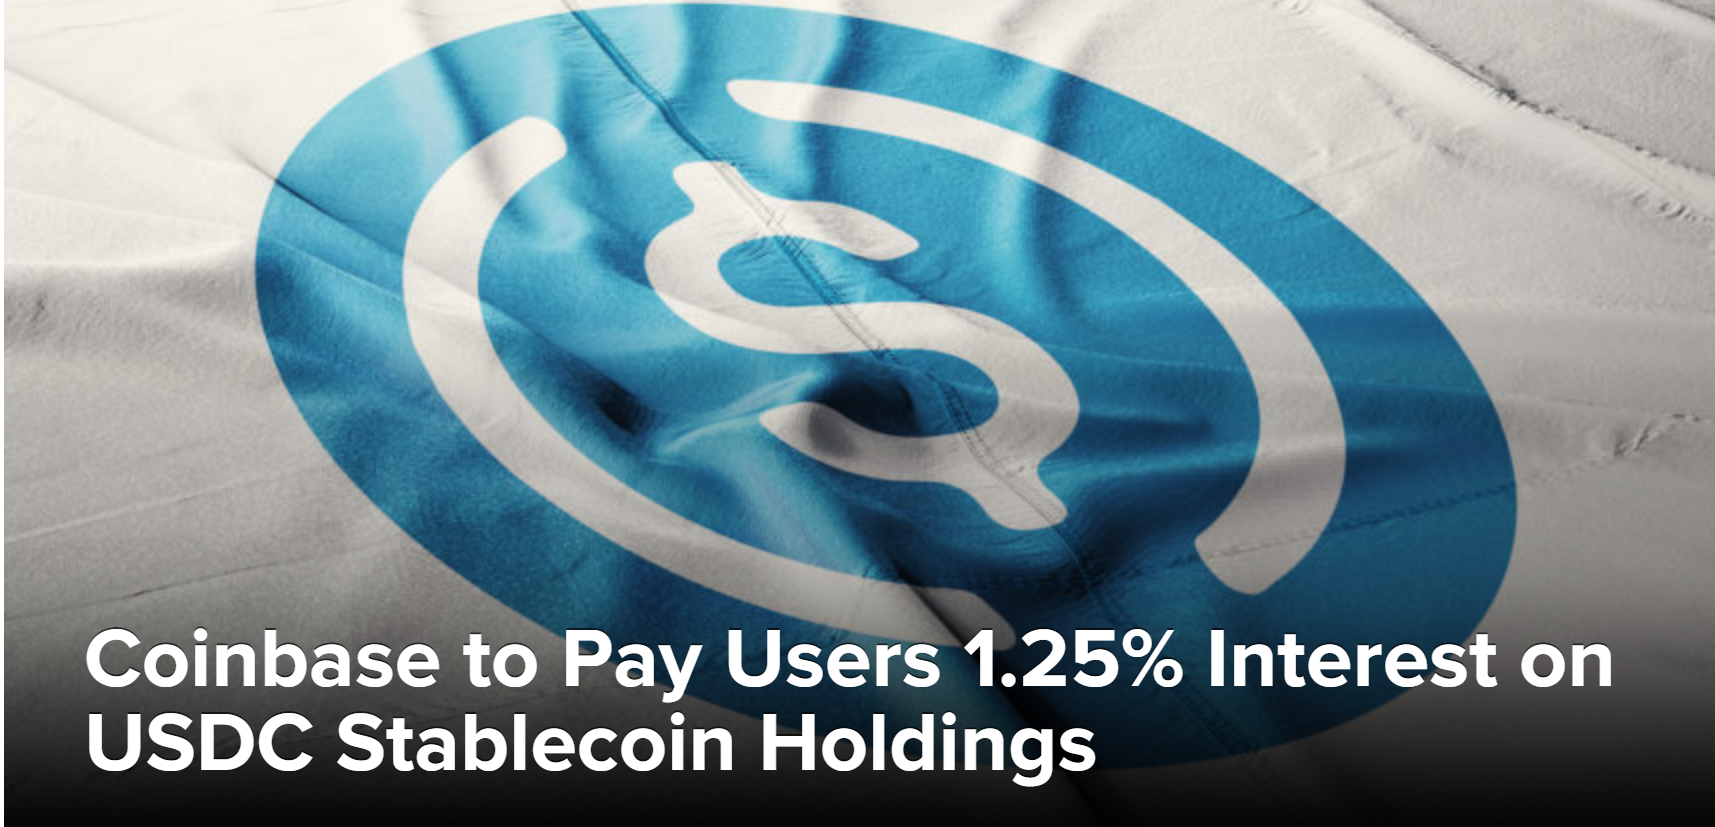 Coinbase to Pay Users 1.25% Interest on
USDC Stablecoin Holdings